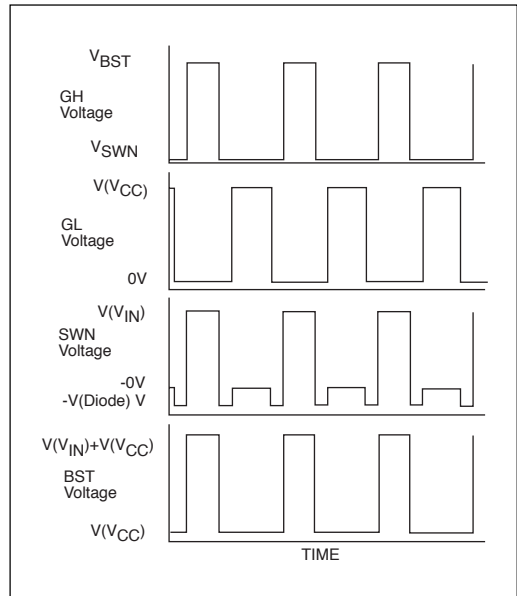 VBST
GH
Voltage
VSWN
V(VCC)
GL
Voltage
0V
V(VIN)
SWN
Voltage
-0V
-V(Diode) V
V(VIN)+V(VCC)
BST
Voltage
V(VCC)
TIME